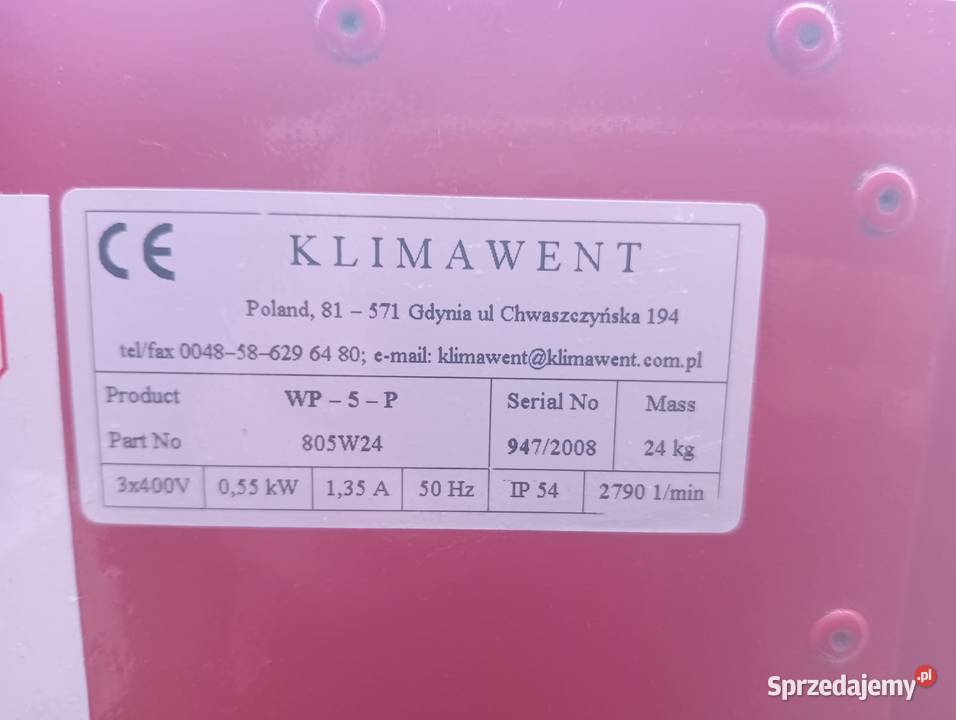 CE KLIMAWENT
Poland, 81 – 571 Gdynia ul Chwaszczyńska 194
tel/fax 0048–58–629 64 80; e-mail: klimawent@klimawent.com.pl
Product WP – 5 – P Serial No Mass
Part No 805W24 947/2008 24 kg
3x400V 0,55 kW 1,35 A 50 Hz IP 54 2790 1/min
Sprzedajemy.pl